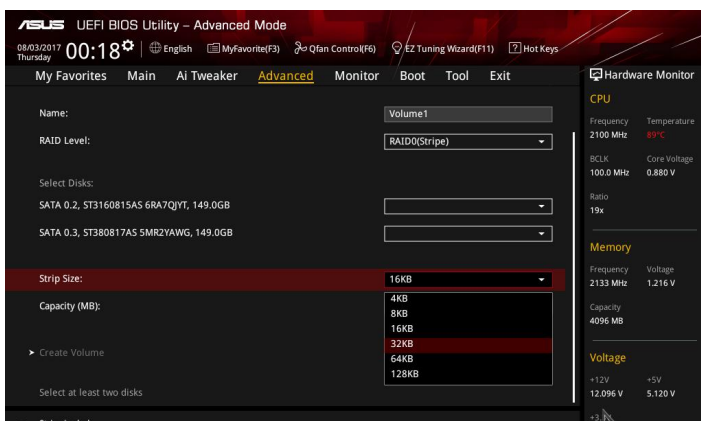 ASUS UEFI BIOS Utility – Advanced Mode
08/03/2017 Thursday 00:18 English MyFavorite(F3) Qfan Control(F6) EZ Tuning Wizard(F11) ? Hot Keys
My Favorites Main Ai Tweaker Advanced Monitor Boot Tool Exit
Name: Volume1
RAID Level: RAID0(Stripe)
Select Disks:
SATA 0.2, ST3160815AS 6RA7QJYT, 149.0GB
SATA 0.3, ST380817AS 5MR2YAWG, 149.0GB
Strip Size: 16KB
Capacity (MB):
4KB
8KB
16KB
32KB
64KB
128KB
> Create Volume
Select at least two disks
Hardware Monitor
CPU
Frequency Temperature
2100 MHz 89°C
BCLK Core Voltage
100.0 MHz 0.880 V
Ratio
19x
Memory
Frequency Voltage
2133 MHz 1.216 V
Capacity
4096 MB
Voltage
+12V +5V
12.096 V 5.120 V